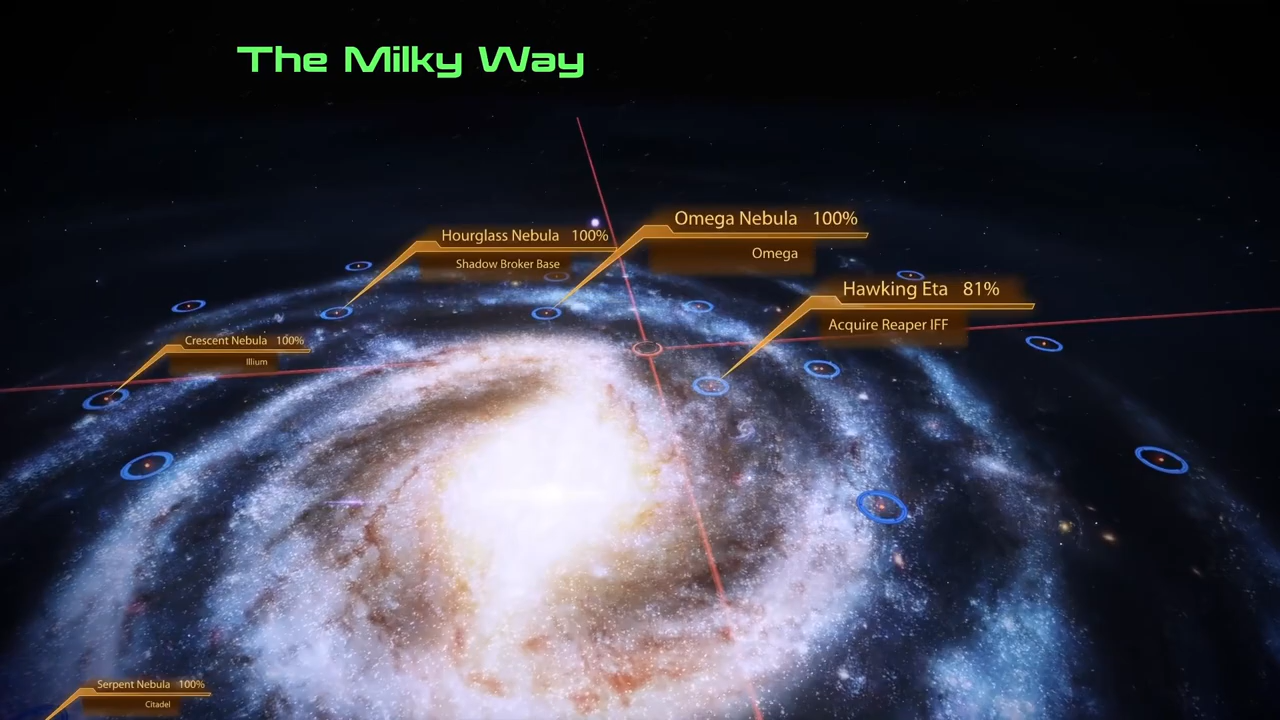 The Milky Way
Omega Nebula 100%
Omega
Hourglass Nebula 100%
Shadow Broker Base
Hawking Eta 81%
Acquire Reaper IFF
Crescent Nebula 100%
Illium
Serpent Nebula 100%
Citadel